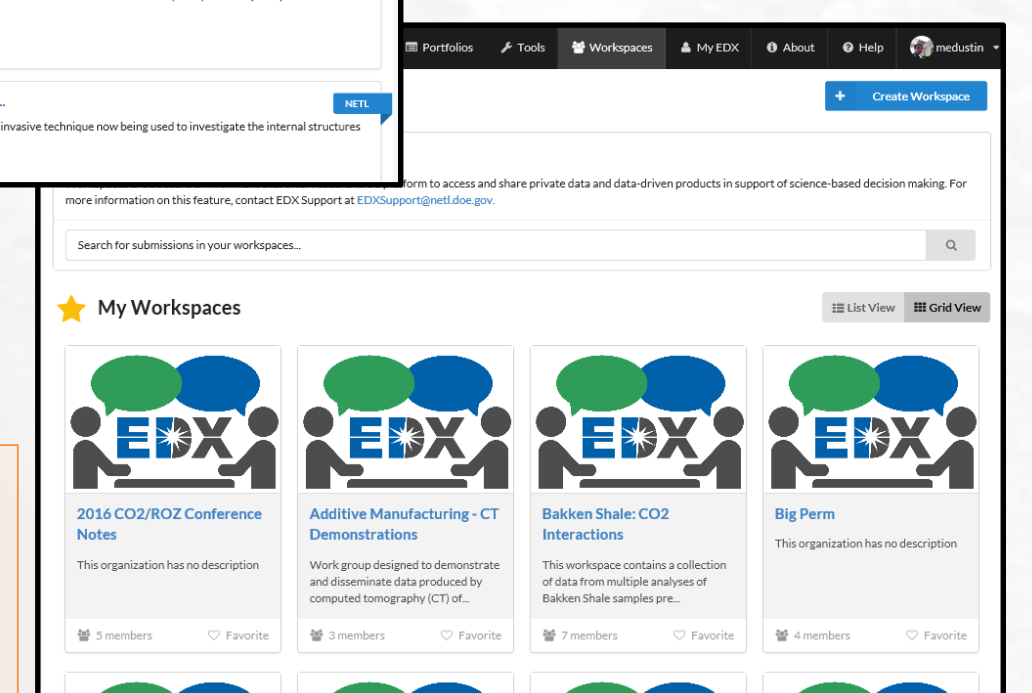 Portfolios Tools Workspaces My EDX About Help medustin
...
NETL
invasive technique now being used to investigate the internal structures
+ Create Workspace
form to access and share private data and data-driven products in support of science-based decision making. For
more information on this feature, contact EDX Support at EDXSupport@netl.doe.gov.
Search for submissions in your workspaces...
My Workspaces
List View Grid View
EDX EDX EDX EDX
2016 CO2/ROZ Conference
Notes
This organization has no description
5 members Favorite
Additive Manufacturing - CT
Demonstrations
Work group designed to demonstrate
and disseminate data produced by
computed tomography (CT) of...
3 members Favorite
Bakken Shale: CO2
Interactions
This workspace contains a collection
of data from multiple analyses of
Bakken Shale samples pre...
7 members Favorite
Big Perm
This organization has no description
4 members Favorite